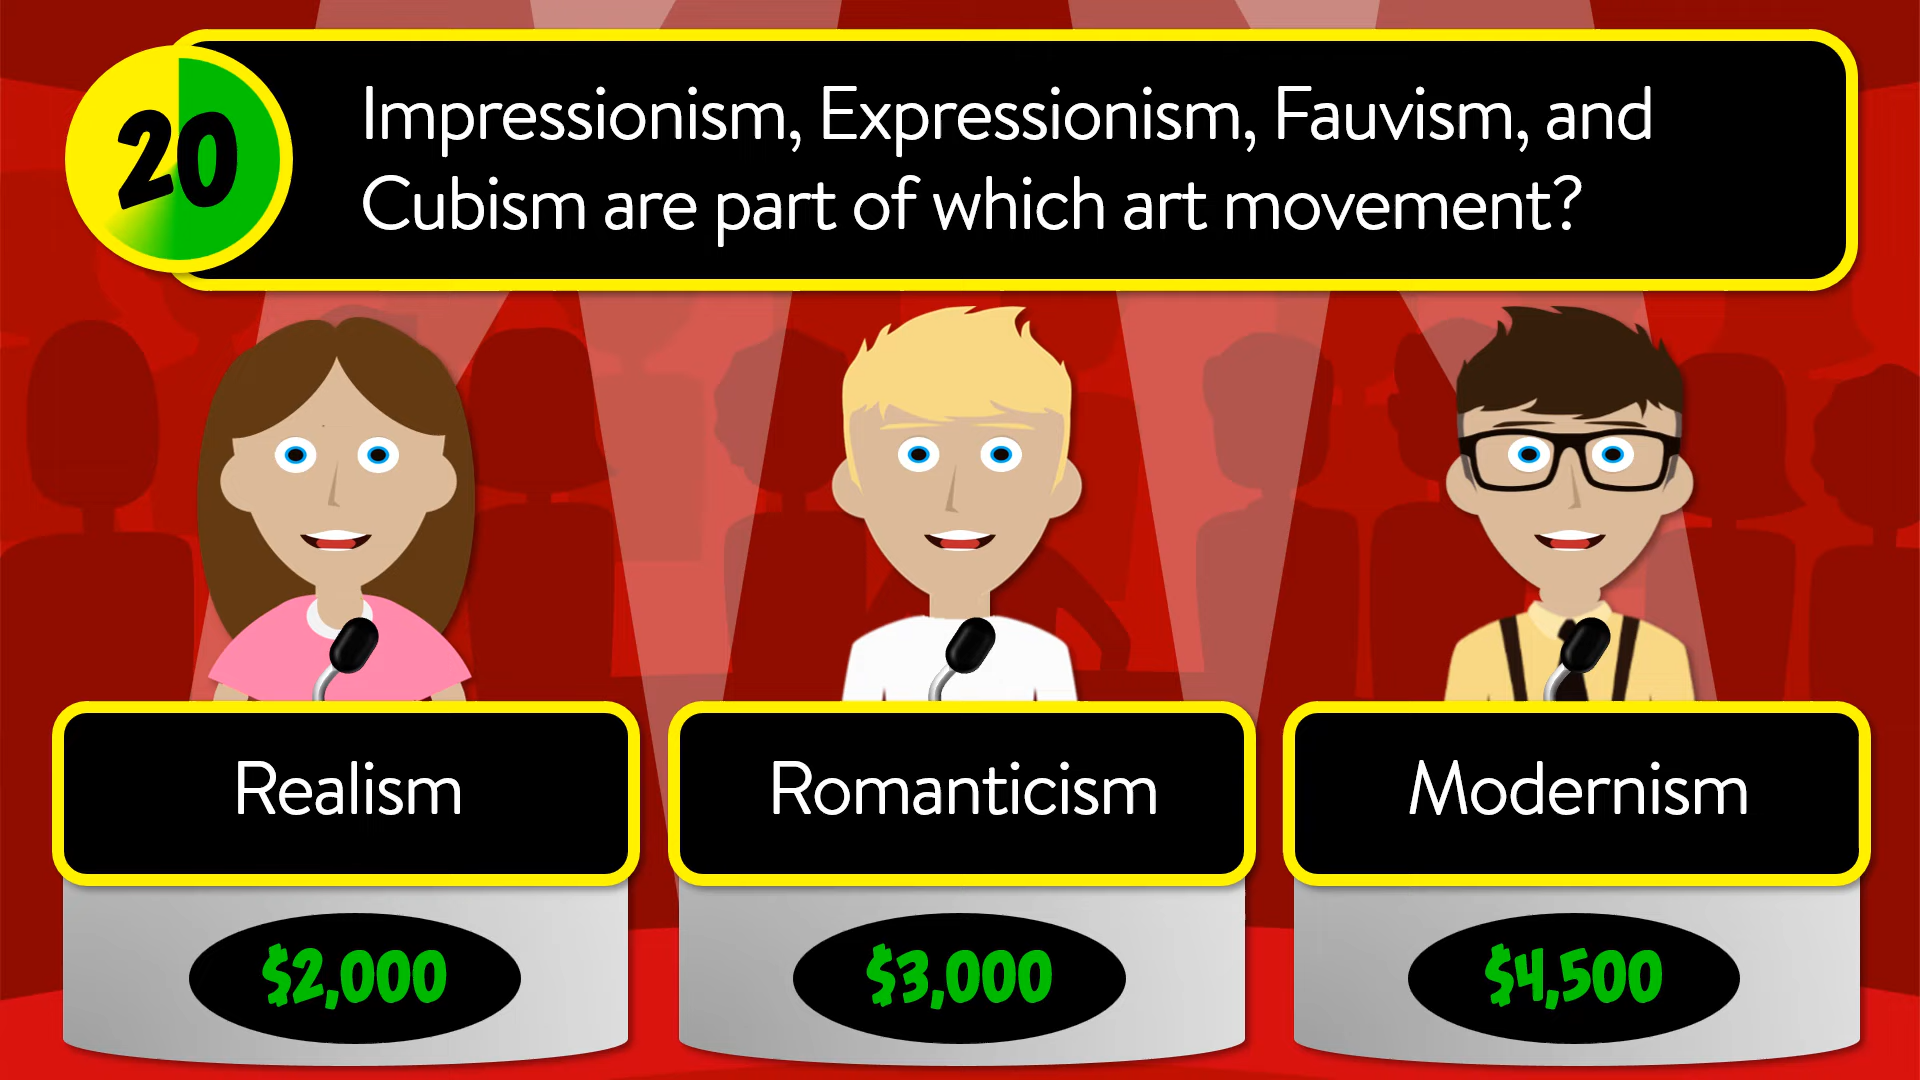 20
Impressionism, Expressionism, Fauvism, and
Cubism are part of which art movement?
Realism
Romanticism
Modernism
$2,000
$3,000
$4,500